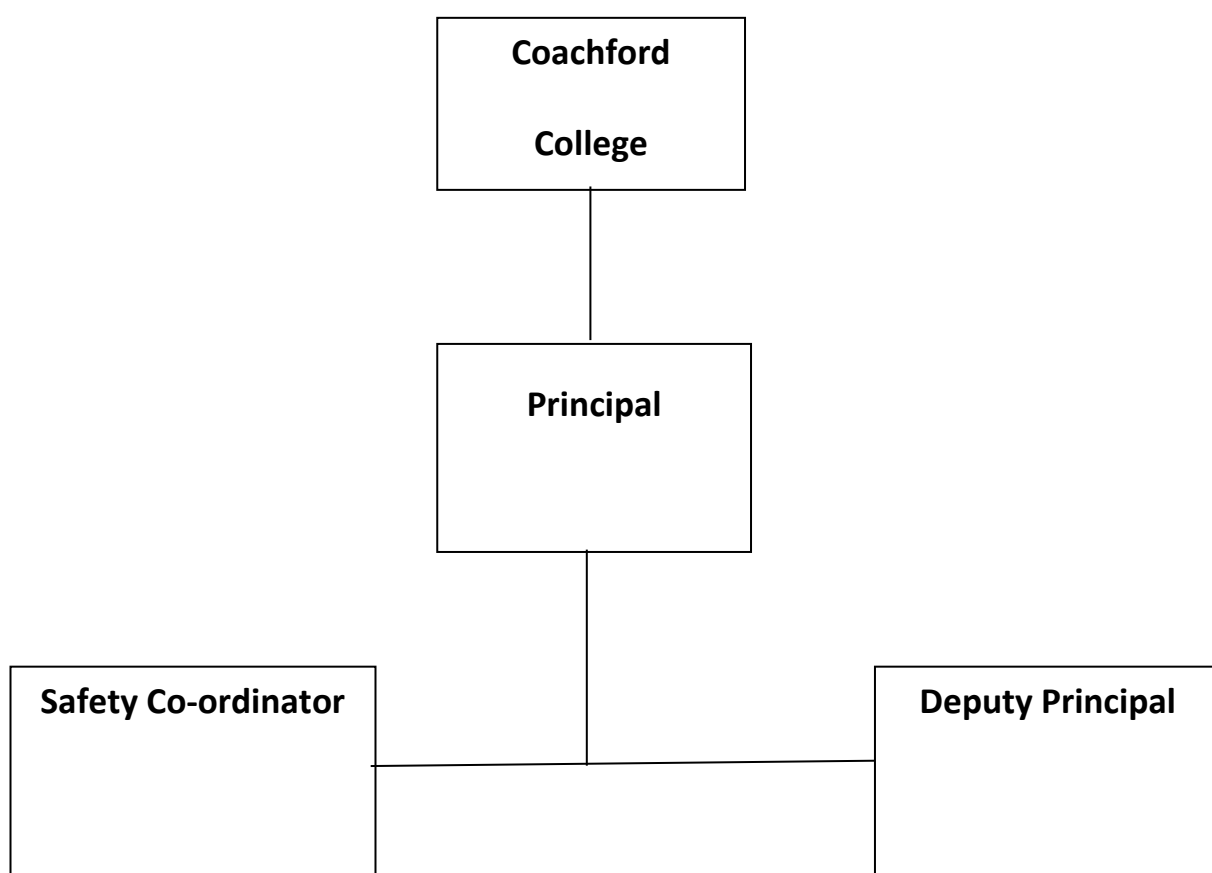 Coachford
College
Principal
Safety Co-ordinator
Deputy Principal